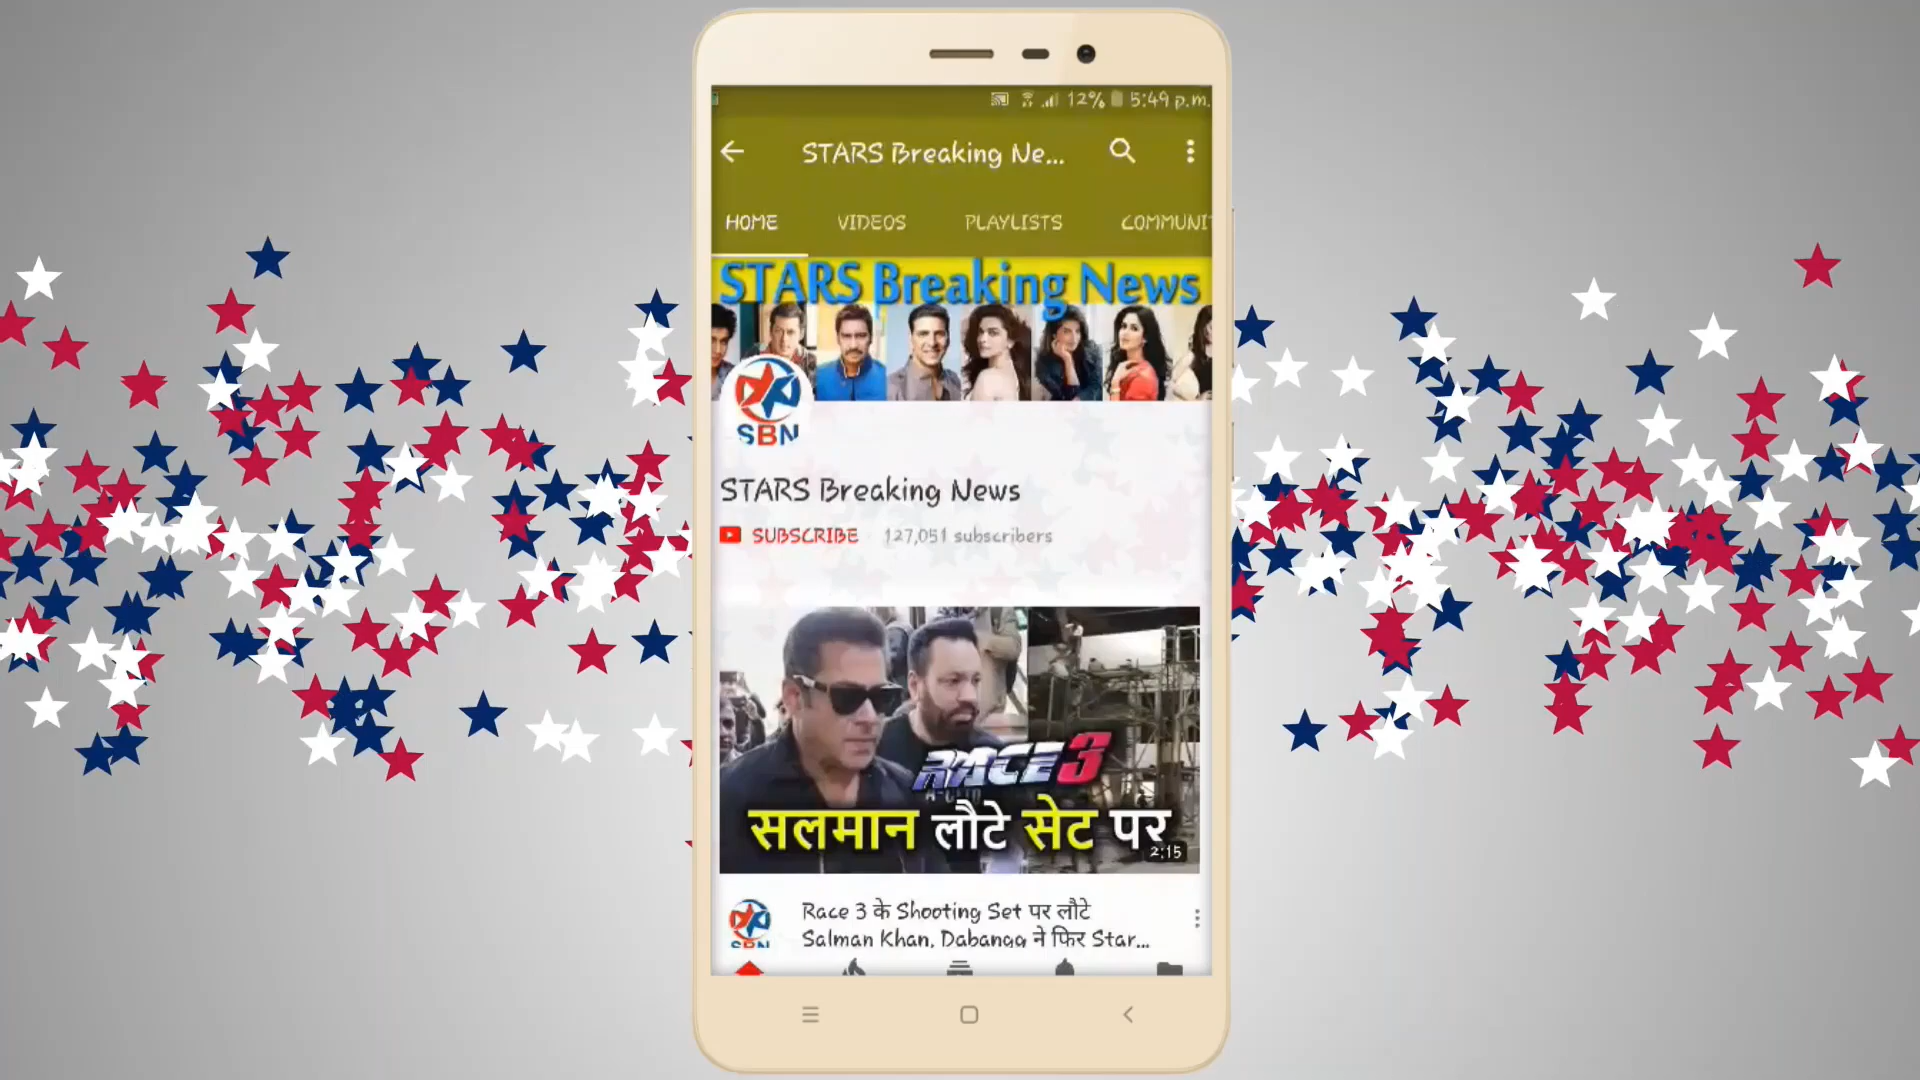 12% 5:49 p.m.
STARS Breaking Ne...
HOME VIDEOS PLAYLISTS COMMUNI
STARS Breaking News
SBN
STARS Breaking News
SUBSCRIBE 127,051 subscribers
RACE 3
सलमान लौटे सेट पर
2:15
Race 3 के Shooting Set पर लौटे
Salman Khan, Dabangg ने फिर Star...
SBN